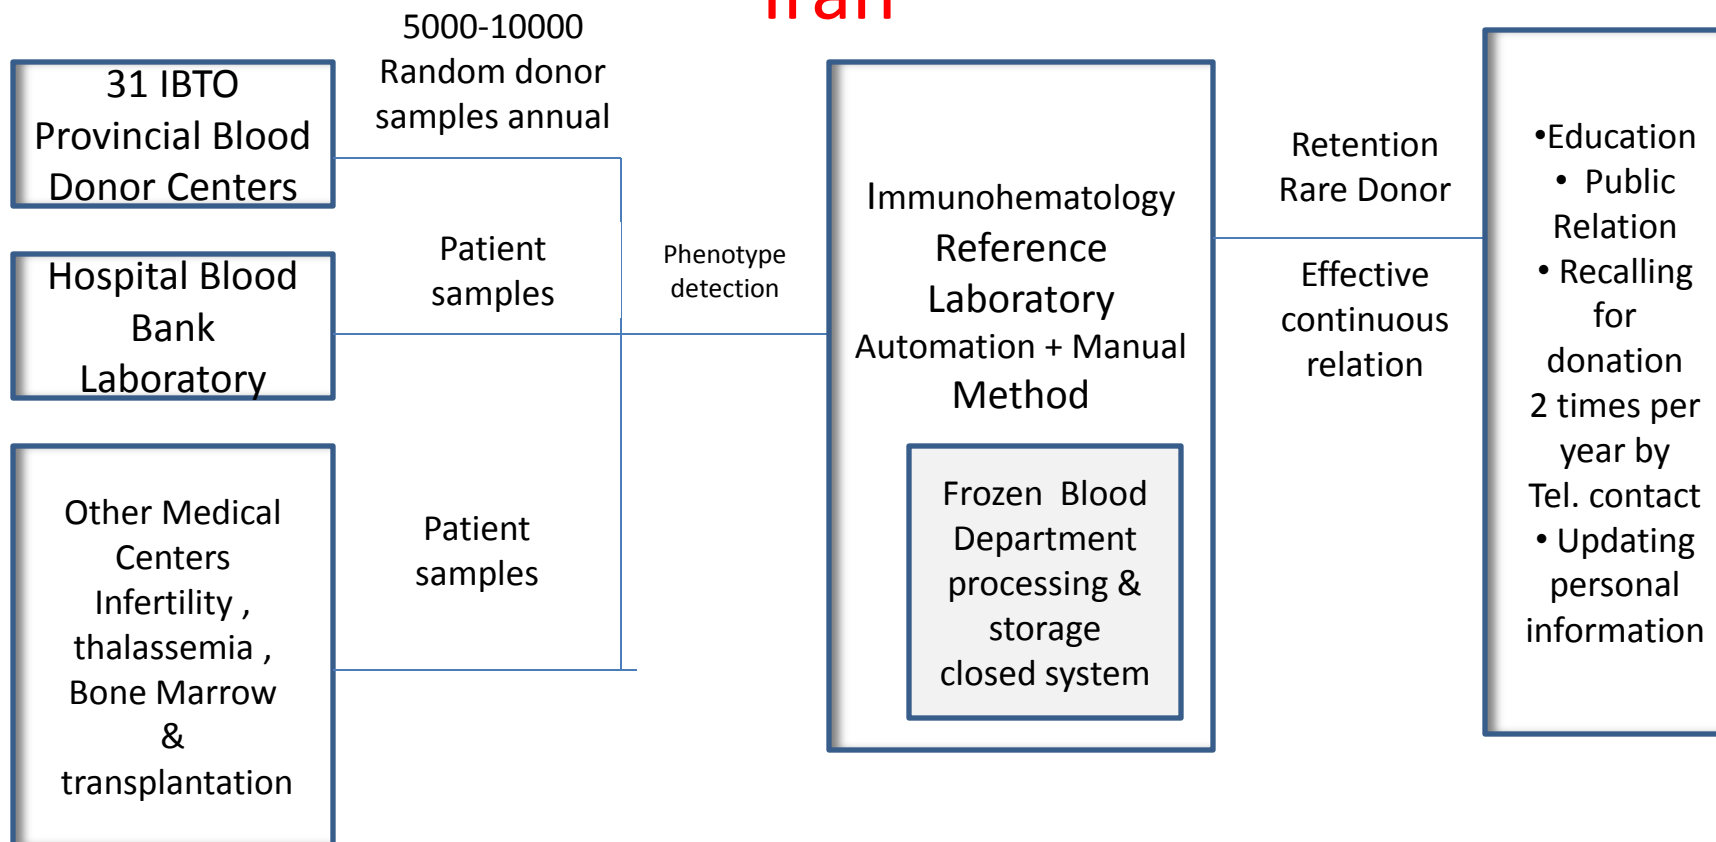 Iran
5000-10000
Random donor
samples annual
31 IBTO
Provincial Blood
Donor Centers
Patient
samples
Hospital Blood
Bank
Laboratory
Patient
samples
Other Medical
Centers
Infertility ,
thalassemia ,
Bone Marrow
&
transplantation
Phenotype
detection
Immunohematology
Reference
Laboratory
Automation + Manual
Method
Frozen Blood
Department
processing &
storage
closed system
Retention
Rare Donor
Effective
continuous
relation
•Education
• Public
Relation
• Recalling
for
donation
2 times per
year by
Tel. contact
• Updating
personal
information